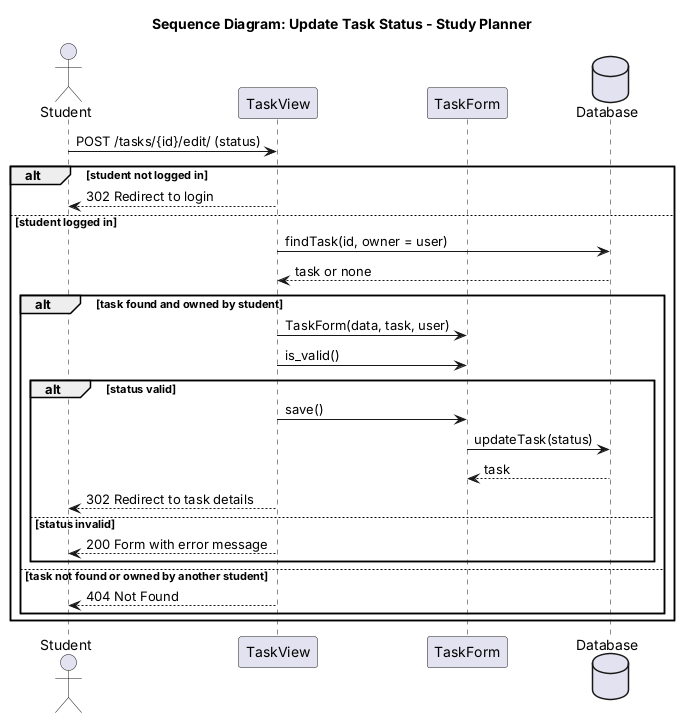 Sequence Diagram: Update Task Status - Study Planner
Student
TaskView
TaskForm
Database
POST /tasks/{id}/edit/ (status)
alt
[student not logged in]
302 Redirect to login
[student logged in]
findTask(id, owner = user)
task or none
alt
[task found and owned by student]
TaskForm(data, task, user)
is_valid()
alt
[status valid]
save()
updateTask(status)
task
302 Redirect to task details
[status invalid]
200 Form with error message
[task not found or owned by another student]
404 Not Found
Student
TaskView
TaskForm
Database